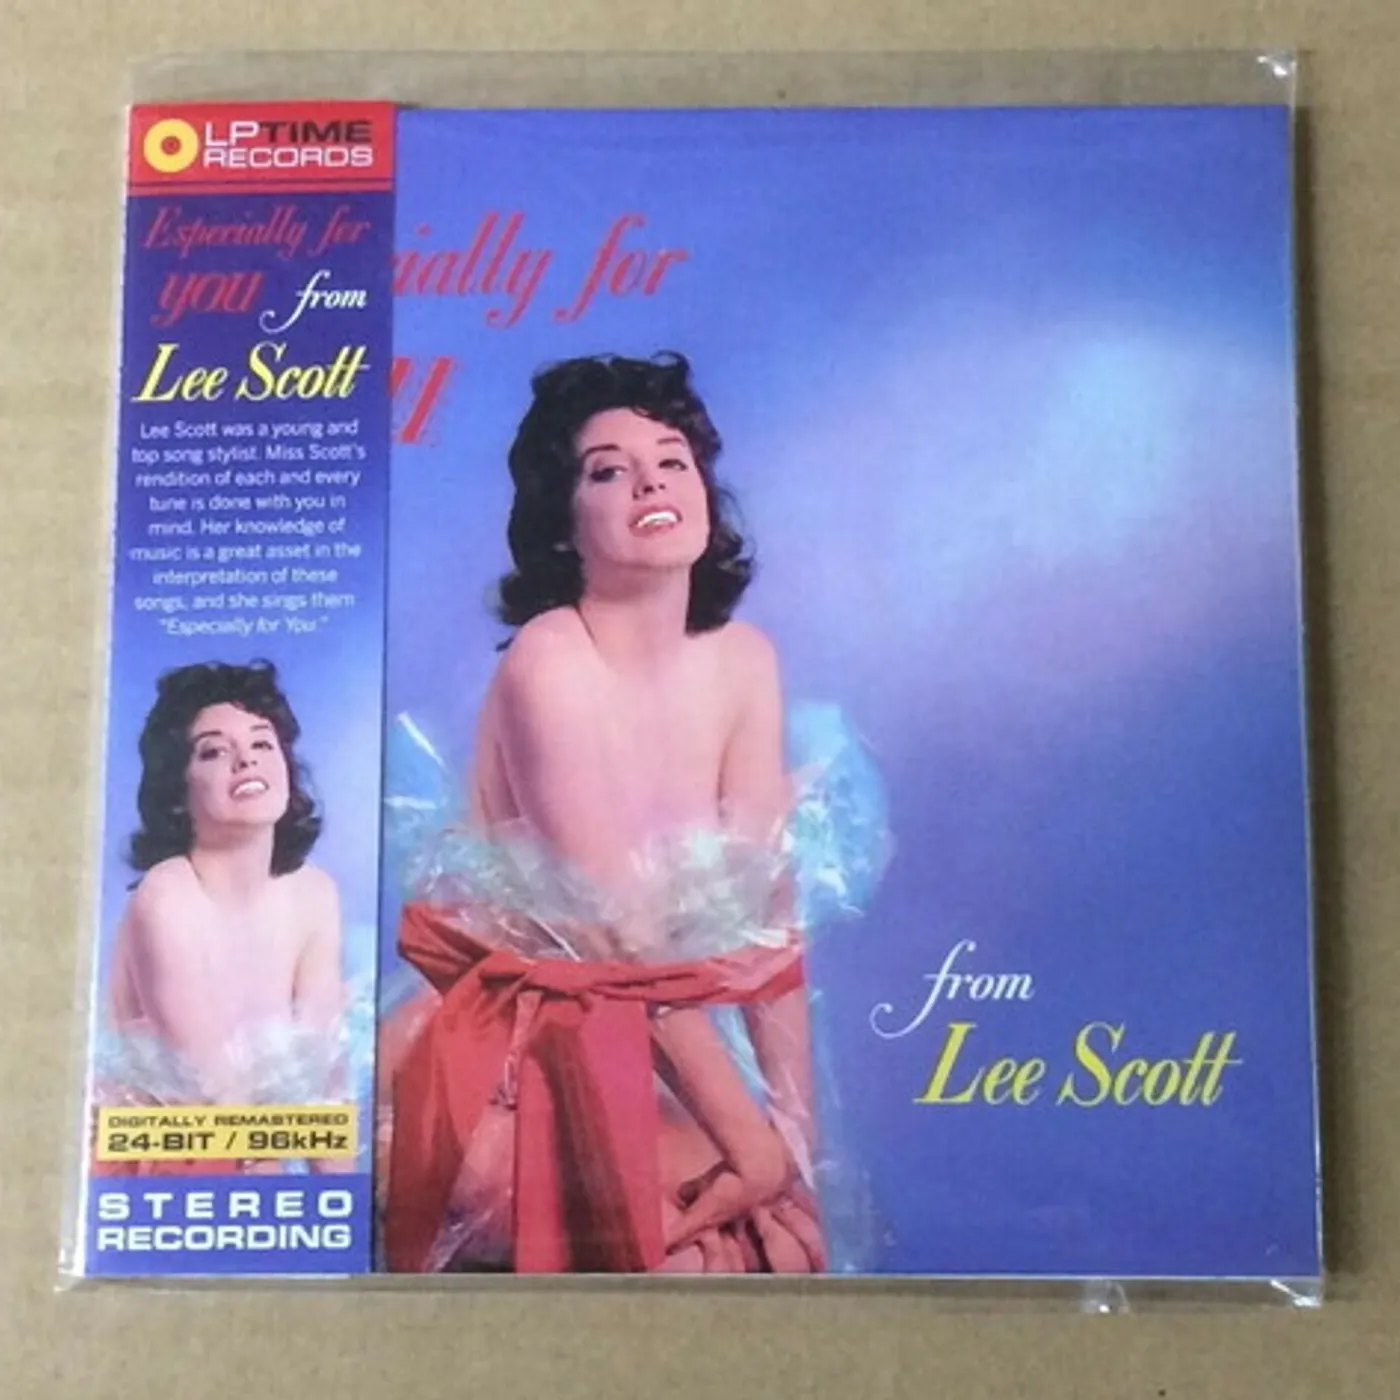 LPTIME
RECORDS
Especially for
you from
Lee Scott
Lee Scott was a young and
top song stylist. Miss Scott's
rendition of each and every
tune is done with you in
mind. Her knowledge of
music is a great asset in the
interpretation of these
songs, and she sings them
"Especially for You."
DIGITALLY REMASTERED
24-BIT / 96kHz
STEREO
RECORDING
ially for
u
from
Lee Scott